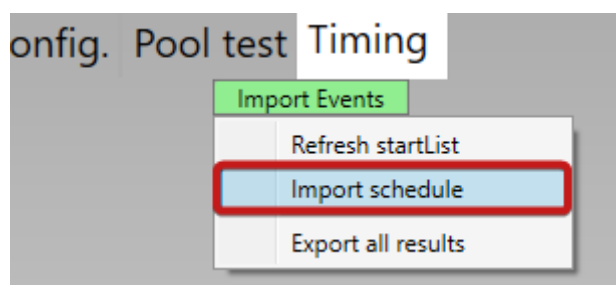 onfig. Pool test Timing
Import Events
Refresh startList
Import schedule
Export all results